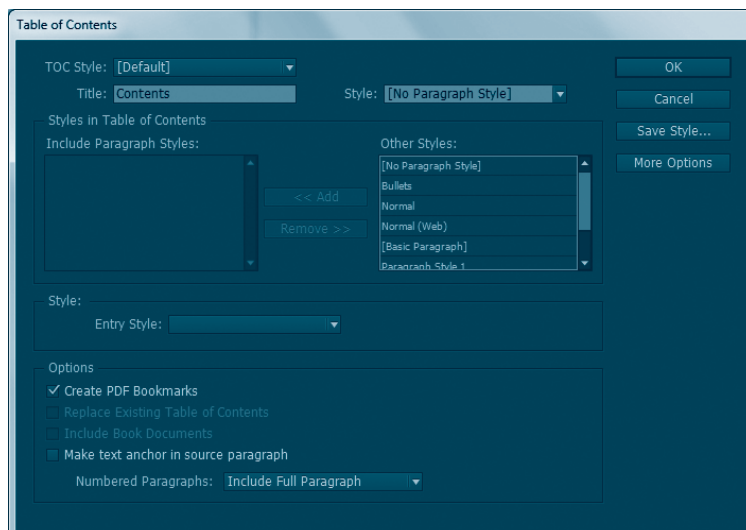 Table of Contents
TOC Style: [Default]
OK
Title: Contents Style: [No Paragraph Style]
Cancel
Styles in Table of Contents
Save Style...
Include Paragraph Styles: Other Styles:
More Options
[No Paragraph Style]
Bullets
<< Add
Normal
Remove >>
Normal (Web)
[Basic Paragraph]
Paragraph Style 1
Style:
Entry Style:
Options
Create PDF Bookmarks
Replace Existing Table of Contents
Include Book Documents
Make text anchor in source paragraph
Numbered Paragraphs: Include Full Paragraph